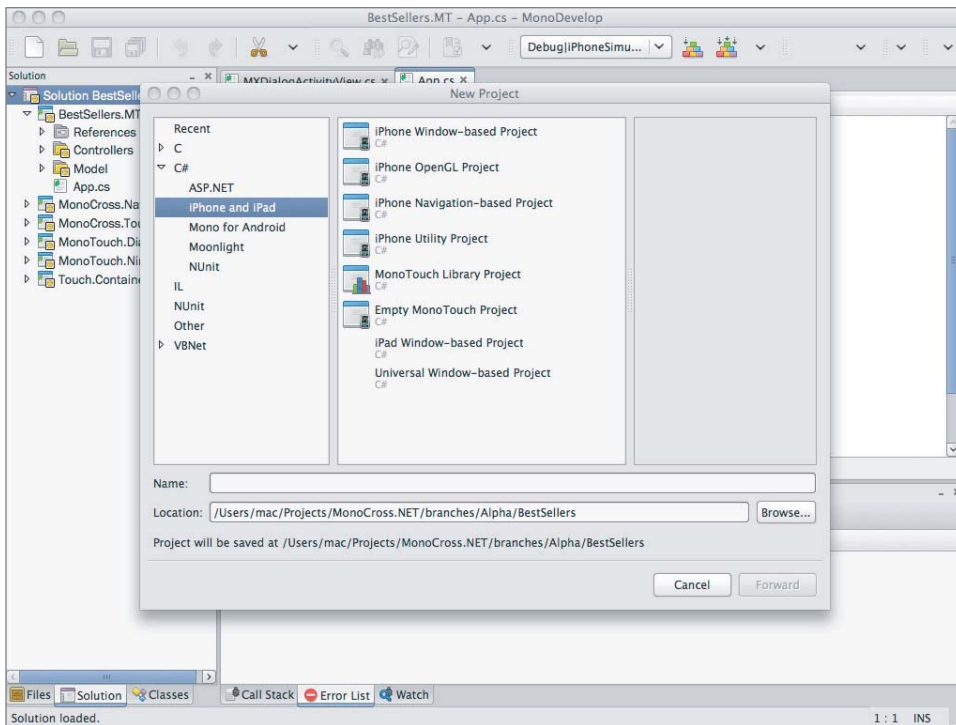 BestSellers.MT – App.cs – MonoDevelop
Debug|iPhoneSimu...
Solution
MXDialogActivityView.cs
App.cs
Solution BestSelle
BestSellers.MT
References
Controllers
Model
App.cs
MonoCross.Na
MonoCross.Tou
MonoTouch.Dia
MonoTouch.Nin
Touch.Containe
New Project
Recent
C
C#
ASP.NET
iPhone and iPad
Mono for Android
Moonlight
NUnit
IL
NUnit
Other
VBNet
iPhone Window-based Project
C#
iPhone OpenGL Project
C#
iPhone Navigation-based Project
C#
iPhone Utility Project
C#
MonoTouch Library Project
C#
Empty MonoTouch Project
C#
iPad Window-based Project
C#
Universal Window-based Project
C#
Name:
Location: /Users/mac/Projects/MonoCross.NET/branches/Alpha/BestSellers Browse...
Project will be saved at /Users/mac/Projects/MonoCross.NET/branches/Alpha/BestSellers
Cancel Forward
Files Solution Classes Call Stack Error List Watch
Solution loaded. 1 : 1 INS